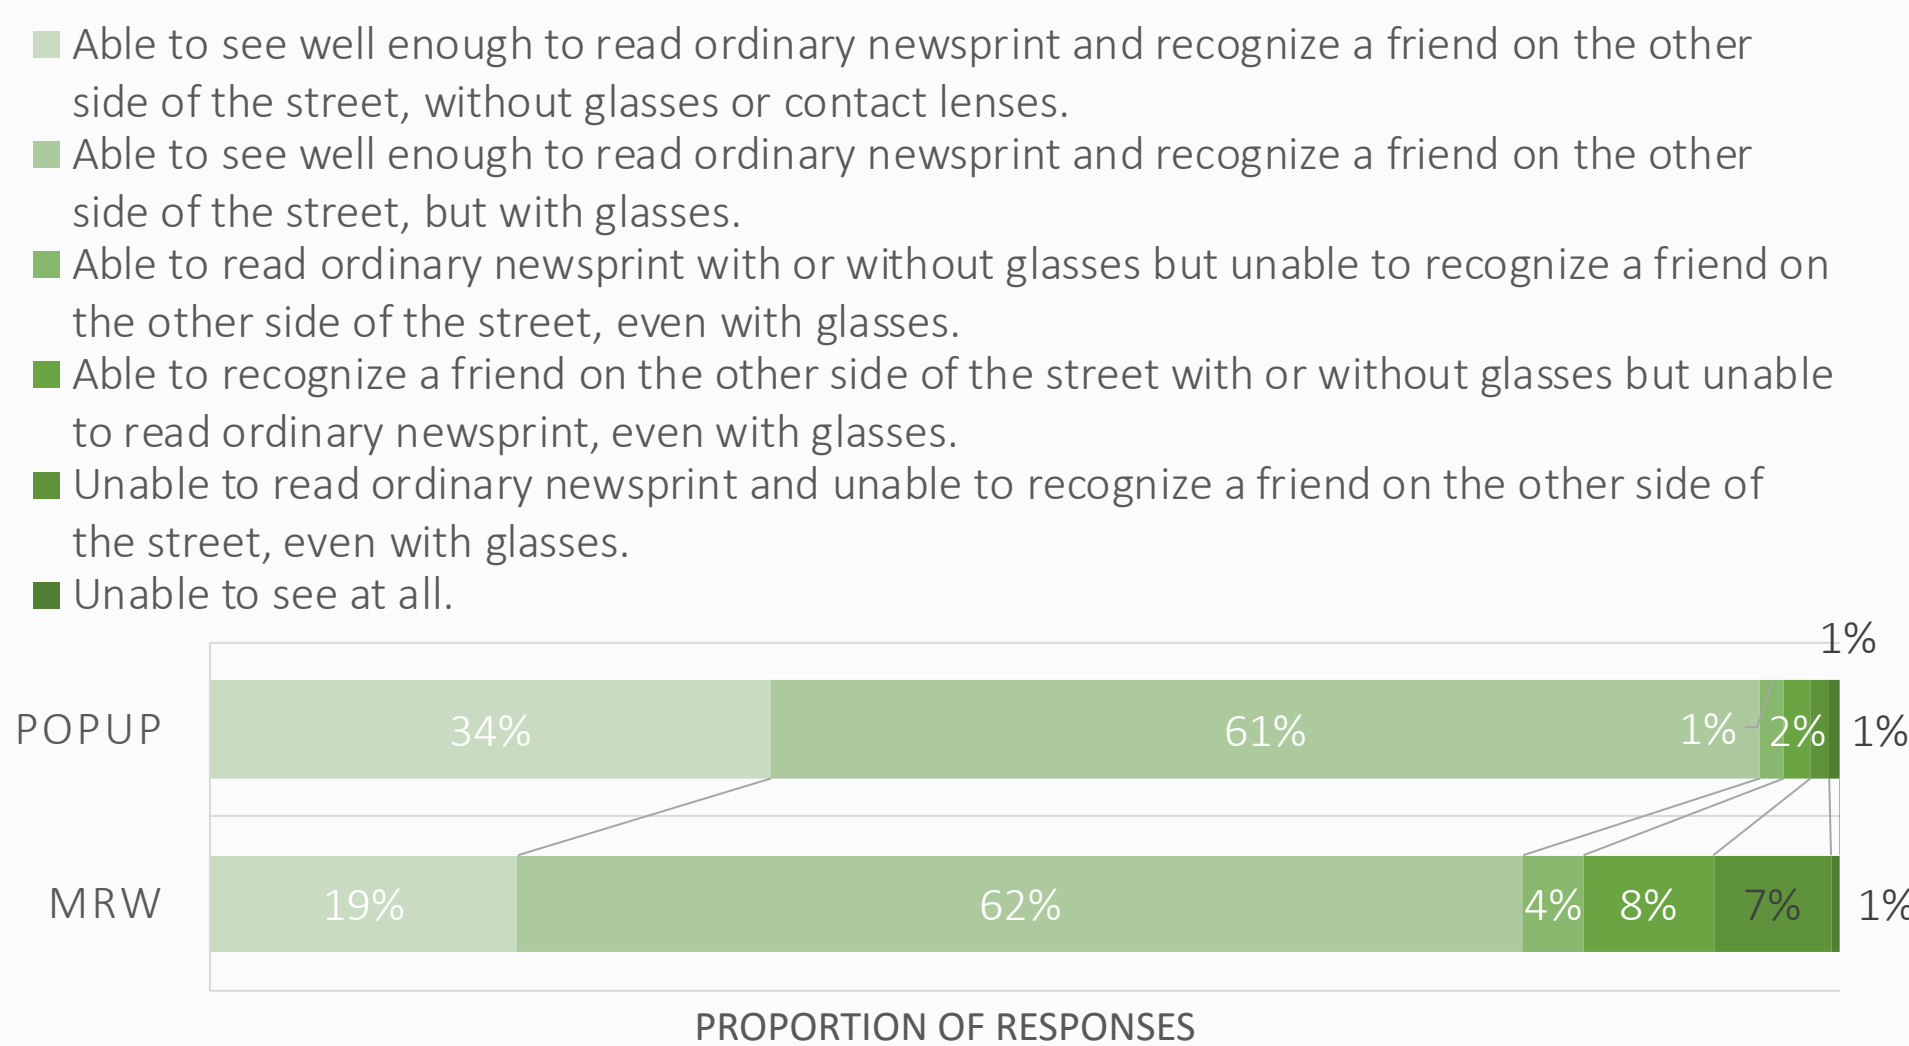 Able to see well enough to read ordinary newsprint and recognize a friend on the other
side of the street, without glasses or contact lenses.
Able to see well enough to read ordinary newsprint and recognize a friend on the other
side of the street, but with glasses.
Able to read ordinary newsprint with or without glasses but unable to recognize a friend on
the other side of the street, even with glasses.
Able to recognize a friend on the other side of the street with or without glasses but unable
to read ordinary newsprint, even with glasses.
Unable to read ordinary newsprint and unable to recognize a friend on the other side of
the street, even with glasses.
Unable to see at all.
1%
POPUP 34% 61% 1% 2% 1%
MRW 19% 62% 4% 8% 7% 1%
PROPORTION OF RESPONSES